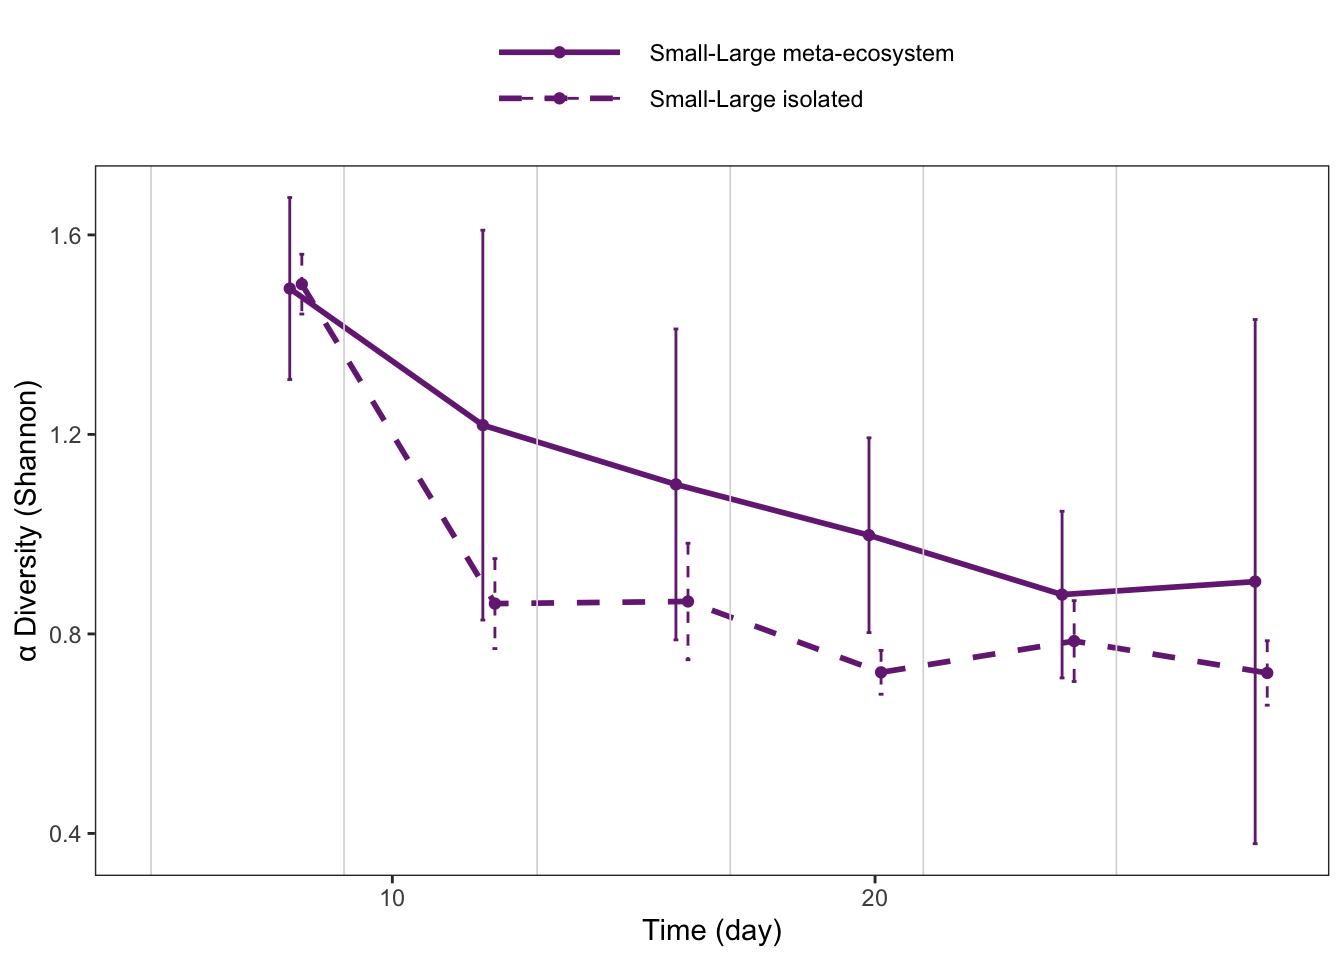 Small-Large meta-ecosystem
Small-Large isolated
α Diversity (Shannon)
1.6
1.2
0.8
0.4
10
20
Time (day)